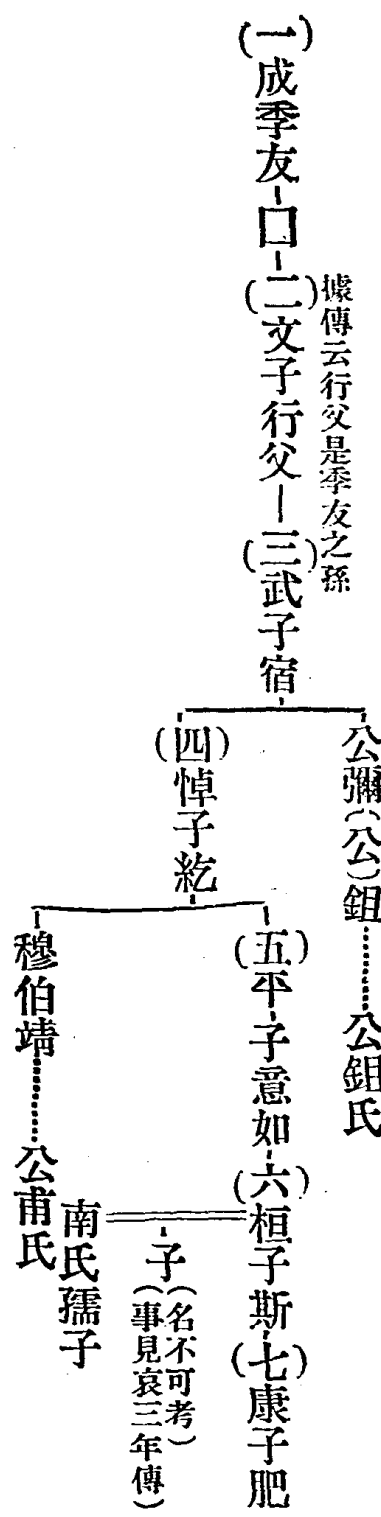 公彌(公)鉏………公鉏氏
據傳云行父是季友之孫
(一)成季友-囗-(二)文子行父-(三)武子宿
(五)平子意如-(六)桓子斯-(七)康子肥
(四)悼子紇
子(名不可考)
(事見哀三年傳)
南氏孺子
穆伯靖………公甫氏